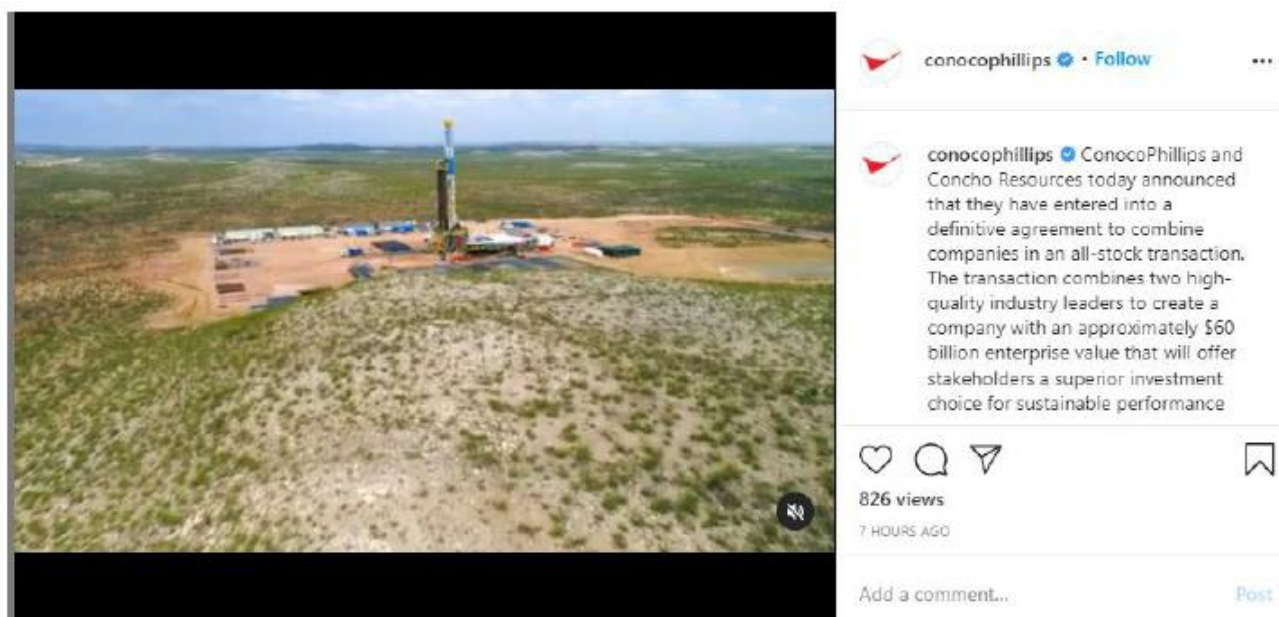 conocophillips • Follow
conocophillips ConocoPhillips and
Concho Resources today announced
that they have entered into a
definitive agreement to combine
companies in an all-stock transaction.
The transaction combines two high-
quality industry leaders to create a
company with an approximately $60
billion enterprise value that will offer
stakeholders a superior investment
choice for sustainable performance
826 views
7 HOURS AGO
Add a comment...
Post